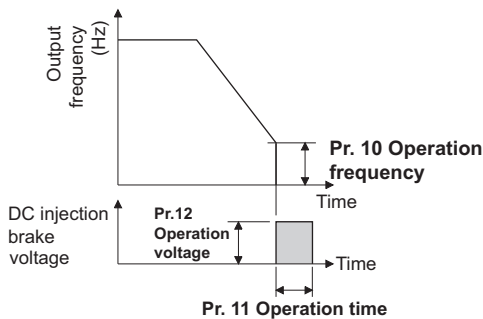 Output
frequency
(Hz)
Pr. 10 Operation
frequency
Time
DC injection
brake
voltage
Pr.12
Operation
voltage
Time
Pr. 11 Operation time